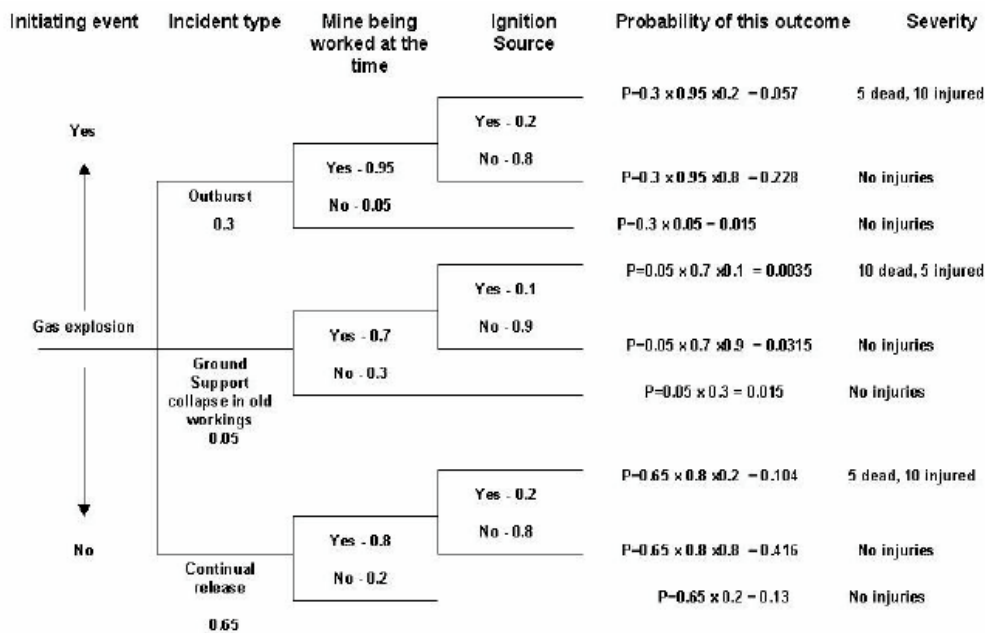 Initiating event Incident type Mine being worked at the time Ignition Source Probability of this outcome Severity
P=0.3 x 0.95 x0.2 = 0.057 5 dead, 10 injured
Yes
Yes - 0.2
No - 0.8
Yes - 0.95
P=0.3 x 0.95 x0.8 = 0.228 No injuries
Outburst
No - 0.05
0.3
P=0.3 x 0.05 = 0.015 No injuries
P=0.05 x 0.7 x0.1 = 0.0035 10 dead, 5 injured
Yes - 0.1
Gas explosion
No - 0.9
Yes - 0.7
P=0.05 x 0.7 x0.9 = 0.0315 No injuries
Ground
Support
collapse in old
workings
0.05
No - 0.3
P=0.05 x 0.3 = 0.015 No injuries
P=0.65 x 0.8 x0.2 = 0.104 5 dead, 10 injured
Yes - 0.2
No - 0.8
No
Yes - 0.8
P=0.65 x 0.8 x0.8 = 0.416 No injuries
Continual
release
No - 0.2
P=0.65 x 0.2 = 0.13 No injuries
0.65